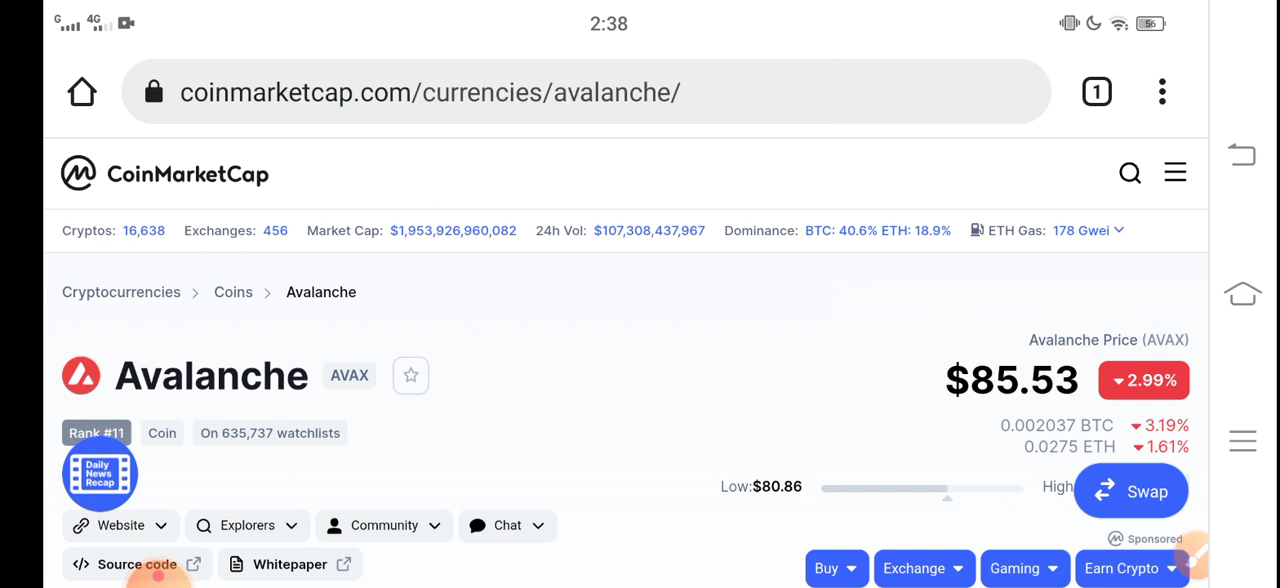 G 4G 2:38 56
coinmarketcap.com/currencies/avalanche/ 1
CoinMarketCap
Cryptos: 16,638 Exchanges: 456 Market Cap: $1,953,926,960,082 24h Vol: $107,308,437,967 Dominance: BTC: 40.6% ETH: 18.9% ETH Gas: 178 Gwei
Cryptocurrencies > Coins > Avalanche
Avalanche Price (AVAX)
Avalanche AVAX $85.53 2.99%
Rank #11 Coin On 635,737 watchlists 0.002037 BTC 3.19%
0.0275 ETH 1.61%
Daily
News
Recap
Low:$80.86 High Swap
Website Explorers Community Chat
Sponsored
</> Source code Whitepaper
Buy Exchange Gaming Earn Crypto